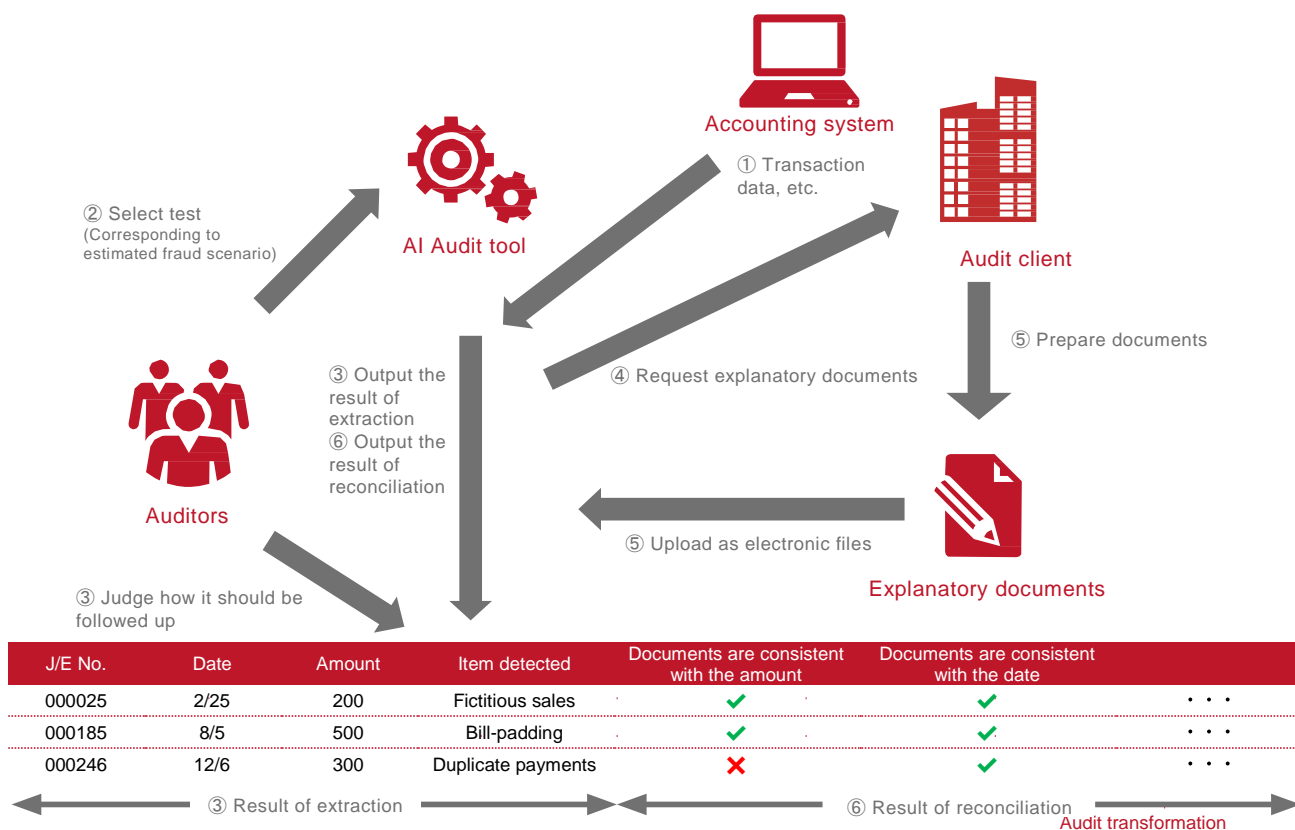 Accounting system
① Transaction
data, etc.
② Select test
(Corresponding to
estimated fraud scenario)
AI Audit tool
Audit client
③ Output the
result of
extraction
⑥ Output the
result of
reconciliation
④ Request explanatory documents
⑤ Prepare documents
Auditors
⑤ Upload as electronic files
Explanatory documents
③ Judge how it should be
followed up
J/E No. Date Amount Item detected Documents are consistent with the amount Documents are consistent with the date
000025 2/25 200 Fictitious sales ✓ ✓ · · ·
000185 8/5 500 Bill-padding ✓ ✓ · · ·
000246 12/6 300 Duplicate payments ✗ ✓ · · ·
③ Result of extraction ⑥ Result of reconciliation
Audit transformation